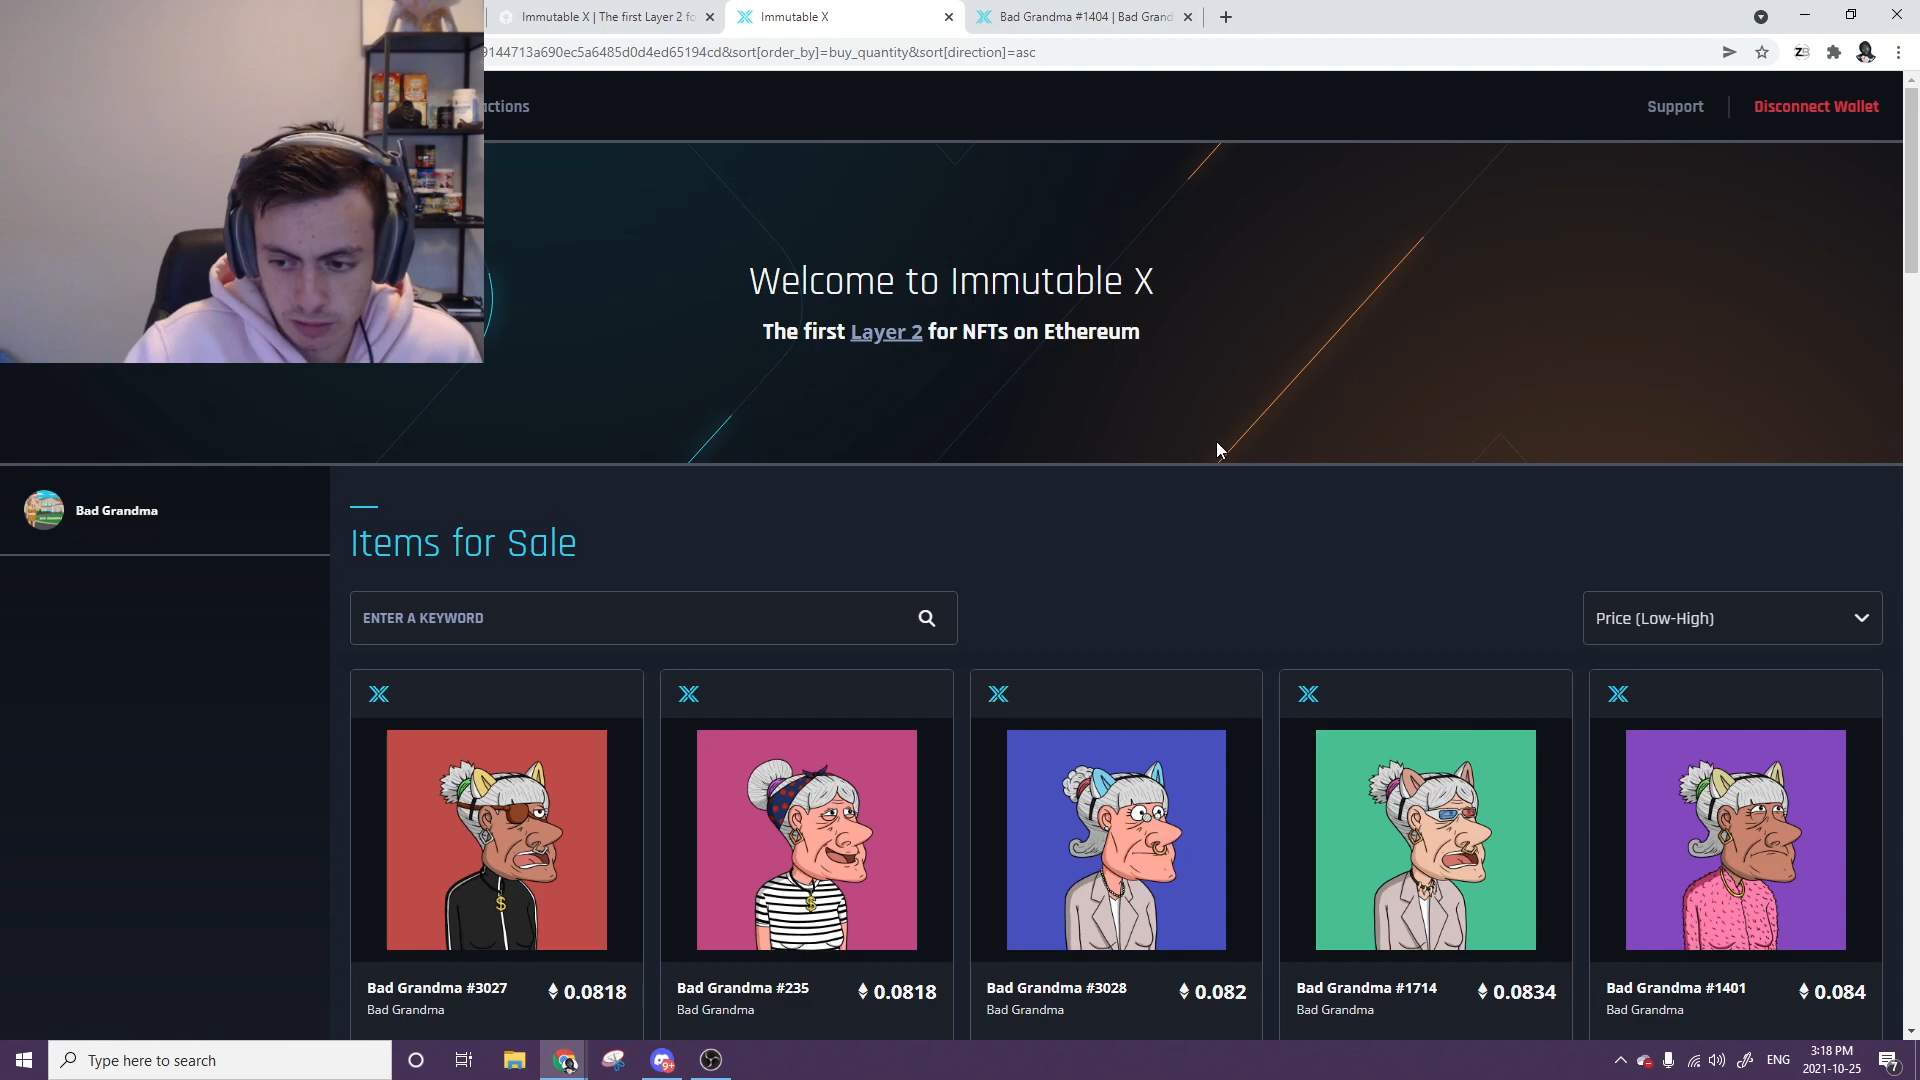 Immutable X | The first Layer 2 fo
Immutable X
Bad Grandma #1404 | Bad Grand
9144713a690ec5a6485d0d4ed65194cd&sort[order_by]=buy_quantity&sort[direction]=asc
actions
Support
Disconnect Wallet
Welcome to Immutable X
The first Layer 2 for NFTs on Ethereum
Bad Grandma
Items for Sale
ENTER A KEYWORD
Price (Low-High)
Bad Grandma #3027 0.0818
Bad Grandma
Bad Grandma #235 0.0818
Bad Grandma
Bad Grandma #3028 0.082
Bad Grandma
Bad Grandma #1714 0.0834
Bad Grandma
Bad Grandma #1401 0.084
Bad Grandma
Type here to search
9+
ENG
3:18 PM
2021-10-25
7